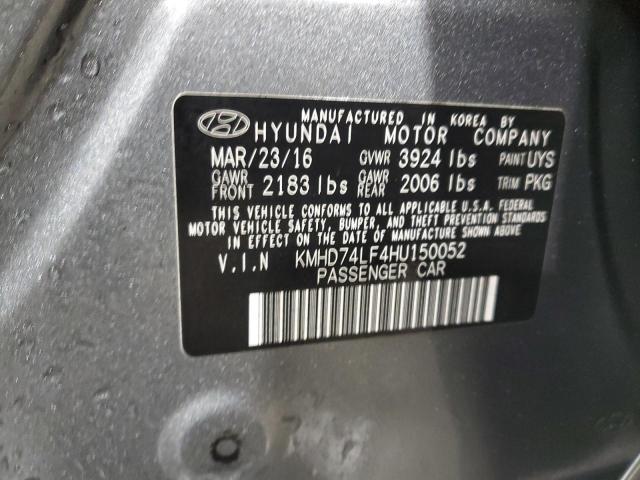 MANUFACTURED IN KOREA BY
HYUNDAI MOTOR COMPANY
MAR/23/16 GVWR 3924 lbs PAINT UYS
GAWR FRONT 2183 lbs GAWR REAR 2006 lbs TRIM PKG
THIS VEHICLE CONFORMS TO ALL APPLICABLE U.S.A. FEDERAL
MOTOR VEHICLE SAFETY, BUMPER, AND THEFT PREVENTION STANDARDS
IN EFFECT ON THE DATE OF MANUFACTURE SHOWN ABOVE.
V.I.N KMHD74LF4HU150052
PASSENGER CAR